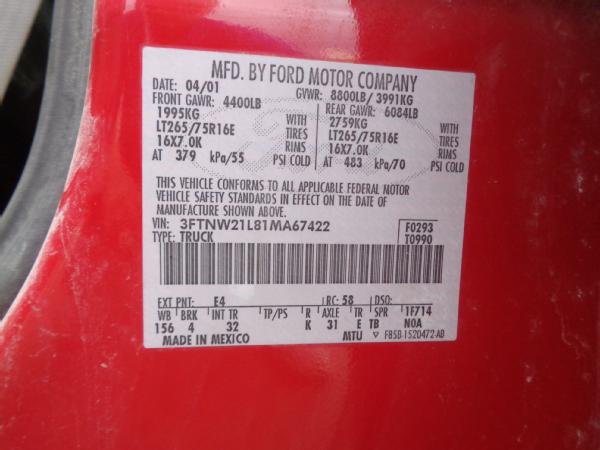 MFD. BY FORD MOTOR COMPANY
DATE: 04/01 GVWR: 8800LB/ 3991KG
FRONT GAWR: 4400LB REAR GAWR: 6084LB
1995KG WITH 2759KG WITH
LT265/75R16E TIRES LT265/75R16E TIRES
16X7.0K RIMS 16X7.0K RIMS
AT 379 kPa/55 PSI COLD AT 483 kPa/70 PSI COLD
THIS VEHICLE CONFORMS TO ALL APPLICABLE FEDERAL MOTOR
VEHICLE SAFETY STANDARDS IN EFFECT ON THE DATE OF
MANUFACTURE SHOWN ABOVE.
VIN: 3FTNW21L81MA67422 F0293
TYPE: TRUCK T0990
EXT PNT: E4 RC: 58 DSO:
WB BRK INT TR TP/PS R AXLE TR SPR 1F714
156 4 32 K 31 E TB N0A
MADE IN MEXICO MTU F85B-1520472-AB